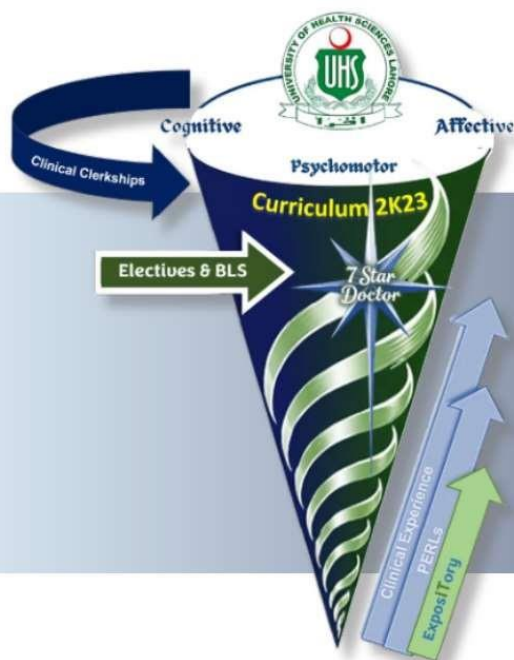 UNIVERSITY OF HEALTH SCIENCES LAHORE
UHS
Cognitive
Affective
Psychomotor
Clinical Clerkships
Curriculum 2K23
Electives & BLS
7 Star
Doctor
Clinical Experience
PERLs
ExposiTory